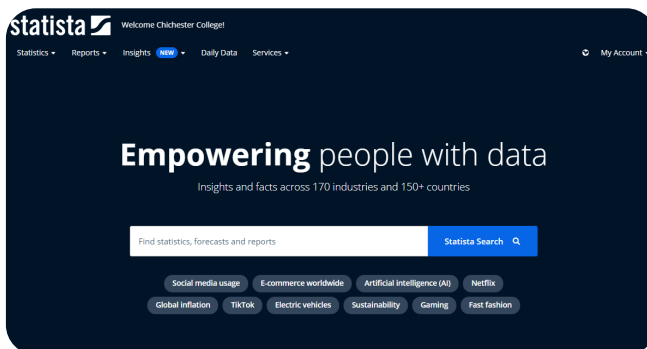 statista Welcome Chichester College!
Statistics Reports Insights NEW Daily Data Services My Account
Empowering people with data
Insights and facts across 170 industries and 150+ countries
Find statistics, forecasts and reports Statista Search
Social media usage E-commerce worldwide Artificial intelligence (AI) Netflix
Global inflation TikTok Electric vehicles Sustainability Gaming Fast fashion